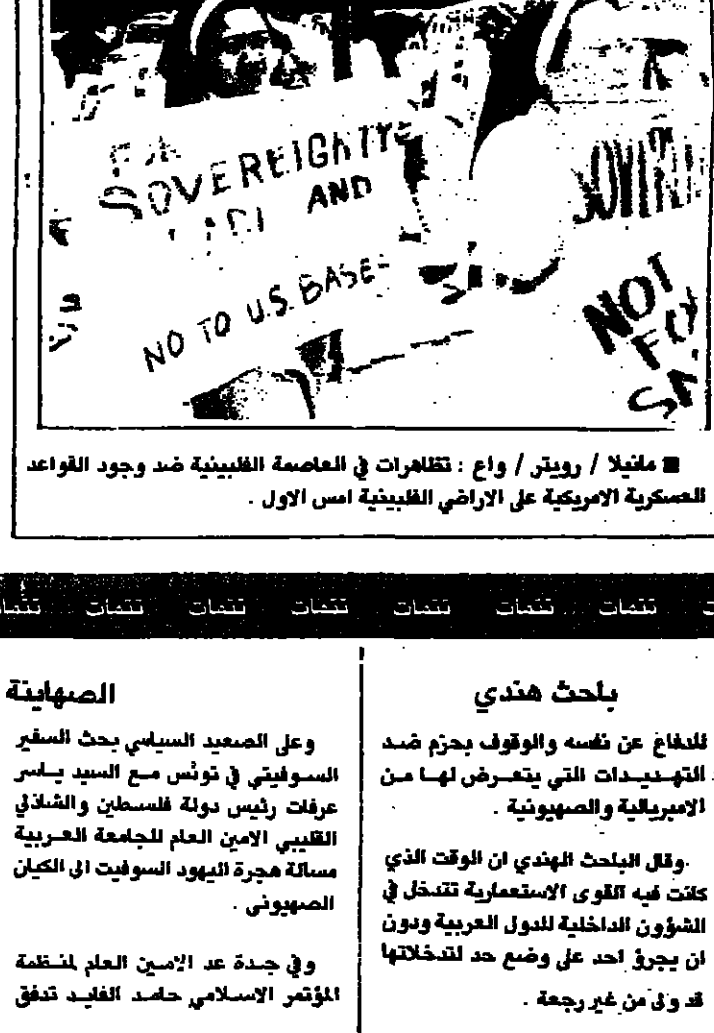 SOVEREIGNTY
AND
NO TO U.S. BASE
NOT
FO
SA
■ مانيلا / رويتر / واع : تظاهرات في العاصمة الفلبينية ضد وجود القواعد
العسكرية الامريكية على الاراضي الفلبينية امس الاول .
تتمات تتمات تتمات تتمات تتمات تتمات
باحث هندي
للدفاع عن نفسه والوقوف بحزم ضد
التهديدات التي يتعرض لها من
الامبريالية والصهيونية .
وقال الباحث الهندي ان الوقت الذي
كانت فيه القوى الاستعمارية تتدخل في
الشؤون الداخلية للدول العربية ودون
ان يجرؤ احد على وضع حد لتدخلاتها
قد ولى من غير رجعة .
الصهاينة
وعلى الصعيد السياسي بحث السفير
السوفيتي في تونس مع السيد ياسر
عرفات رئيس دولة فلسطين والشاذلي
القليبي الامين العام للجامعة العربية
مسالة هجرة اليهود السوفيت الى الكيان
الصهيوني .
وفي جدة عد الامين العام لمنظمة
المؤتمر الاسلامي حامد الغابد تدفق